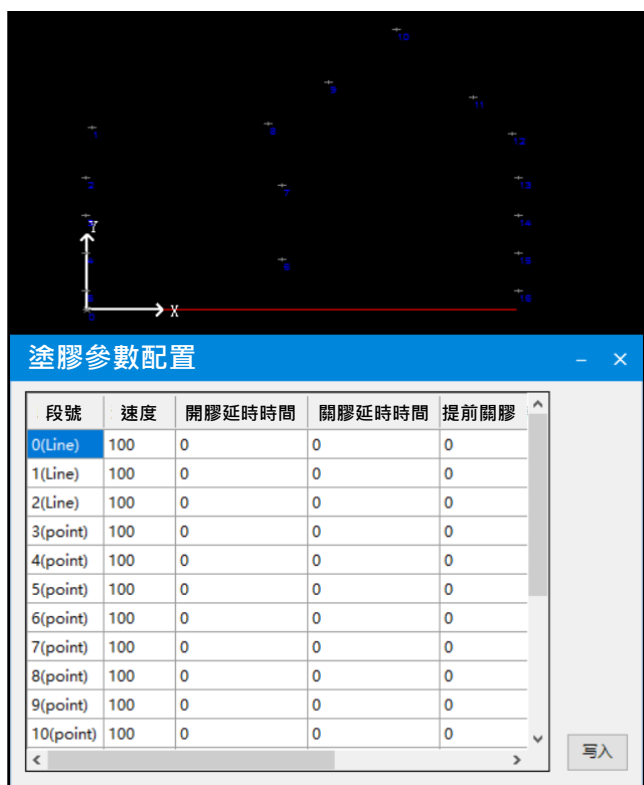 10
9
11
8
1
12
2
7
13
3
Y
14
4
6
15
5
16
0
X
塗膠參數配置
段號 速度 開膠延時時間 關膠延時時間 提前關膠
0(Line) 100 0 0 0
1(Line) 100 0 0 0
2(Line) 100 0 0 0
3(point) 100 0 0 0
4(point) 100 0 0 0
5(point) 100 0 0 0
6(point) 100 0 0 0
7(point) 100 0 0 0
8(point) 100 0 0 0
9(point) 100 0 0 0
10(point) 100 0 0 0
写入